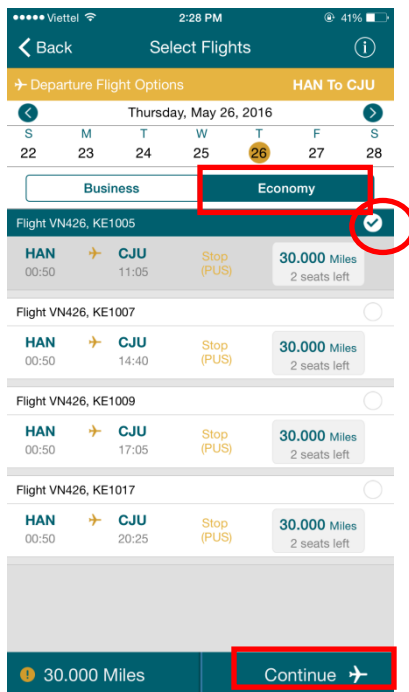 Viettel 2:28 PM 41%
Back Select Flights i
Departure Flight Options HAN To CJU
Thursday, May 26, 2016
S M T W T F S
22 23 24 25 26 27 28
Business Economy
Flight VN426, KE1005
HAN CJU Stop 30.000 Miles
00:50 11:05 (PUS) 2 seats left
Flight VN426, KE1007
HAN CJU Stop 30.000 Miles
00:50 14:40 (PUS) 2 seats left
Flight VN426, KE1009
HAN CJU Stop 30.000 Miles
00:50 17:05 (PUS) 2 seats left
Flight VN426, KE1017
HAN CJU Stop 30.000 Miles
00:50 20:25 (PUS) 2 seats left
! 30.000 Miles Continue